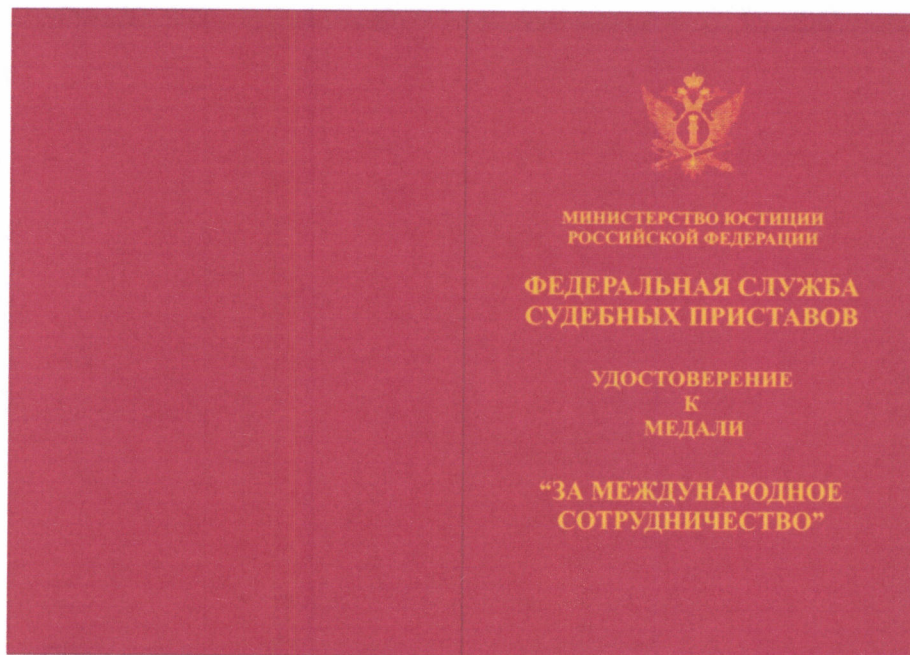 МИНИСТЕРСТВО ЮСТИЦИИ
РОССИЙСКОЙ ФЕДЕРАЦИИ
ФЕДЕРАЛЬНАЯ СЛУЖБА
СУДЕБНЫХ ПРИСТАВОВ
УДОСТОВЕРЕНИЕ
К
МЕДАЛИ
“ЗА МЕЖДУНАРОДНОЕ
СОТРУДНИЧЕСТВО”